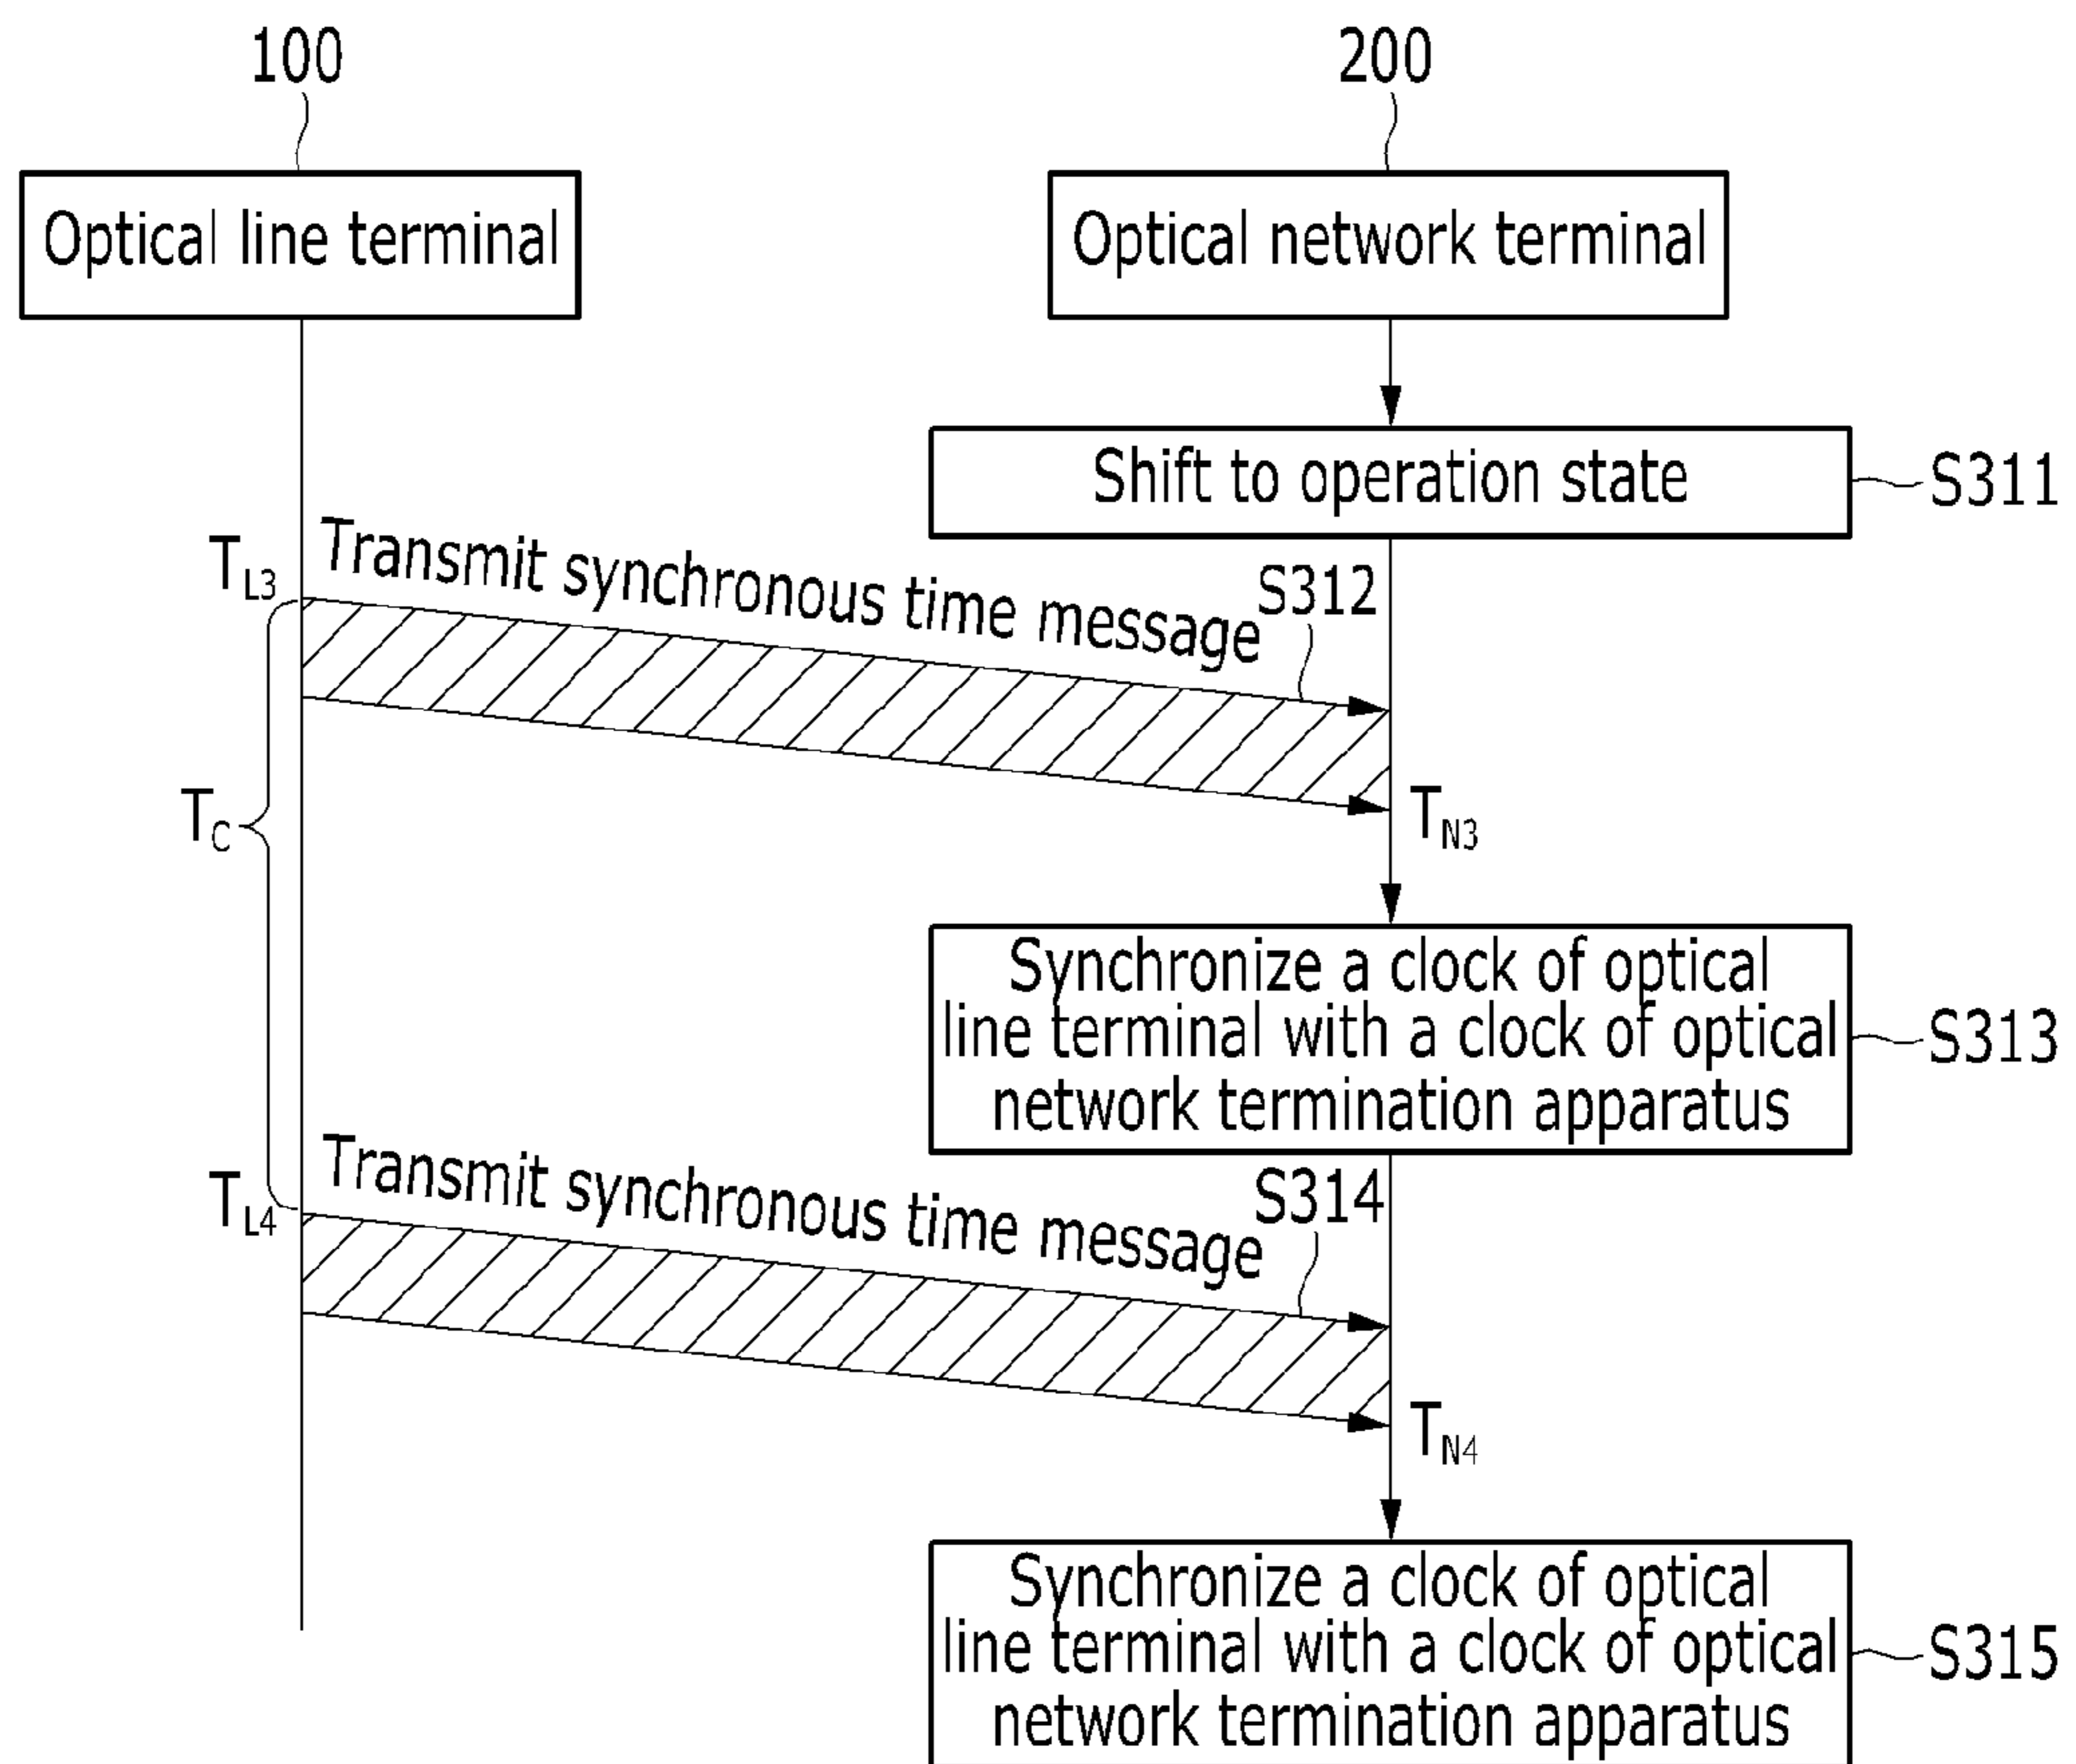 100
200
Optical line terminal
Optical network terminal
Shift to operation state
S311
TL3
Transmit synchronous time message
S312
TC
TN3
Synchronize a clock of optical
line terminal with a clock of optical
network termination apparatus
S313
TL4
Transmit synchronous time message
S314
TN4
Synchronize a clock of optical
line terminal with a clock of optical
network termination apparatus
S315